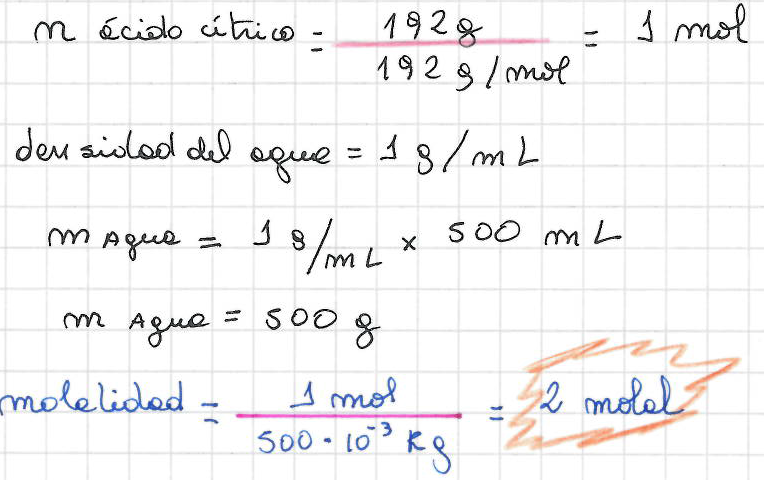 n ácido cítrico = 192g / 192 g/mol = 1 mol
densidad del agua = 1 g/mL
m Agua = 1 g/mL × 500 mL
m Agua = 500 g
molalidad = 1 mol / 500·10⁻³ Kg = 2 molal